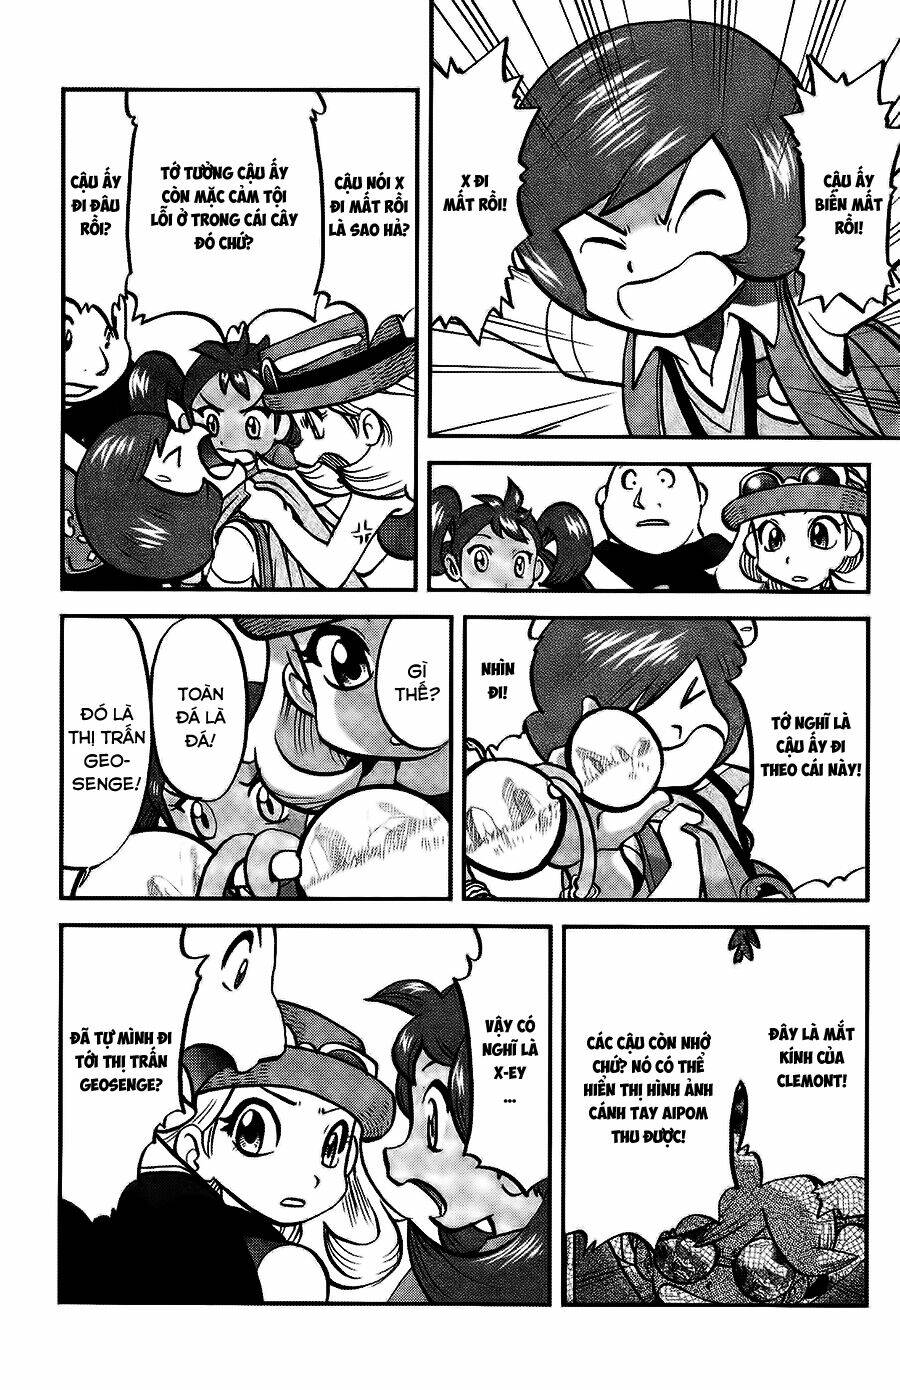 X ĐI
MẤT RỒI!
CẬU ẤY
BIẾN MẤT
RỒI!
CẬU ẤY
ĐI ĐÂU
RỒI?
TỚ TƯỞNG CẬU ẤY
CÒN MẶC CẢM TỘI
LỖI Ở TRONG CÁI CÂY
ĐÓ CHỨ?
CẬU NÓI X
ĐI MẤT RỒI
LÀ SAO HẢ?
ĐÓ LÀ
THỊ TRẤN
GEO-
SENGE!
TOÀN
ĐÁ LÀ
ĐÁ!
GÌ
THẾ?
NHÌN
ĐI!
TỚ NGHĨ LÀ
CẬU ẤY ĐI
THEO CÁI NÀY!
ĐÃ TỰ MÌNH ĐI
TỚI THỊ TRẤN
GEOSENGE?
VẬY CÓ
NGHĨ LÀ
X-EY
...
CÁC CẬU CÒN NHỚ
CHỨ? NÓ CÓ THỂ
HIỂN THỊ HÌNH ẢNH
CÁNH TAY AIPOM
THU ĐƯỢC!
ĐÂY LÀ MẮT
KÍNH CỦA
CLEMONT!